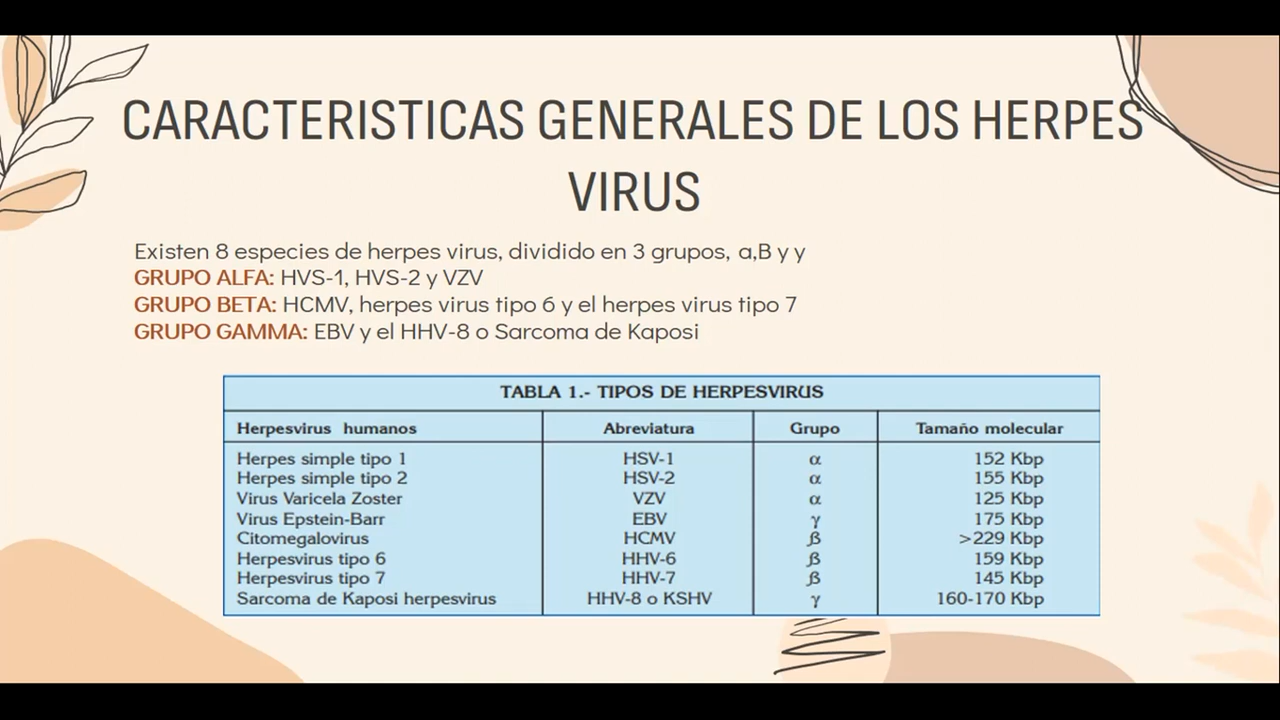 CARACTERISTICAS GENERALES DE LOS HERPES
VIRUS
Existen 8 especies de herpes virus, dividido en 3 grupos, a,B y y
GRUPO ALFA: HVS-1, HVS-2 y VZV
GRUPO BETA: HCMV, herpes virus tipo 6 y el herpes virus tipo 7
GRUPO GAMMA: EBV y el HHV-8 o Sarcoma de Kaposi
TABLA 1.- TIPOS DE HERPESVIRUS
Herpesvirus humanos Abreviatura Grupo Tamaño molecular
Herpes simple tipo 1 HSV-1 α 152 Kbp
Herpes simple tipo 2 HSV-2 α 155 Kbp
Virus Varicela Zoster VZV α 125 Kbp
Virus Epstein-Barr EBV γ 175 Kbp
Citomegalovirus HCMV ß >229 Kbp
Herpesvirus tipo 6 HHV-6 ß 159 Kbp
Herpesvirus tipo 7 HHV-7 ß 145 Kbp
Sarcoma de Kaposi herpesvirus HHV-8 o KSHV γ 160-170 Kbp